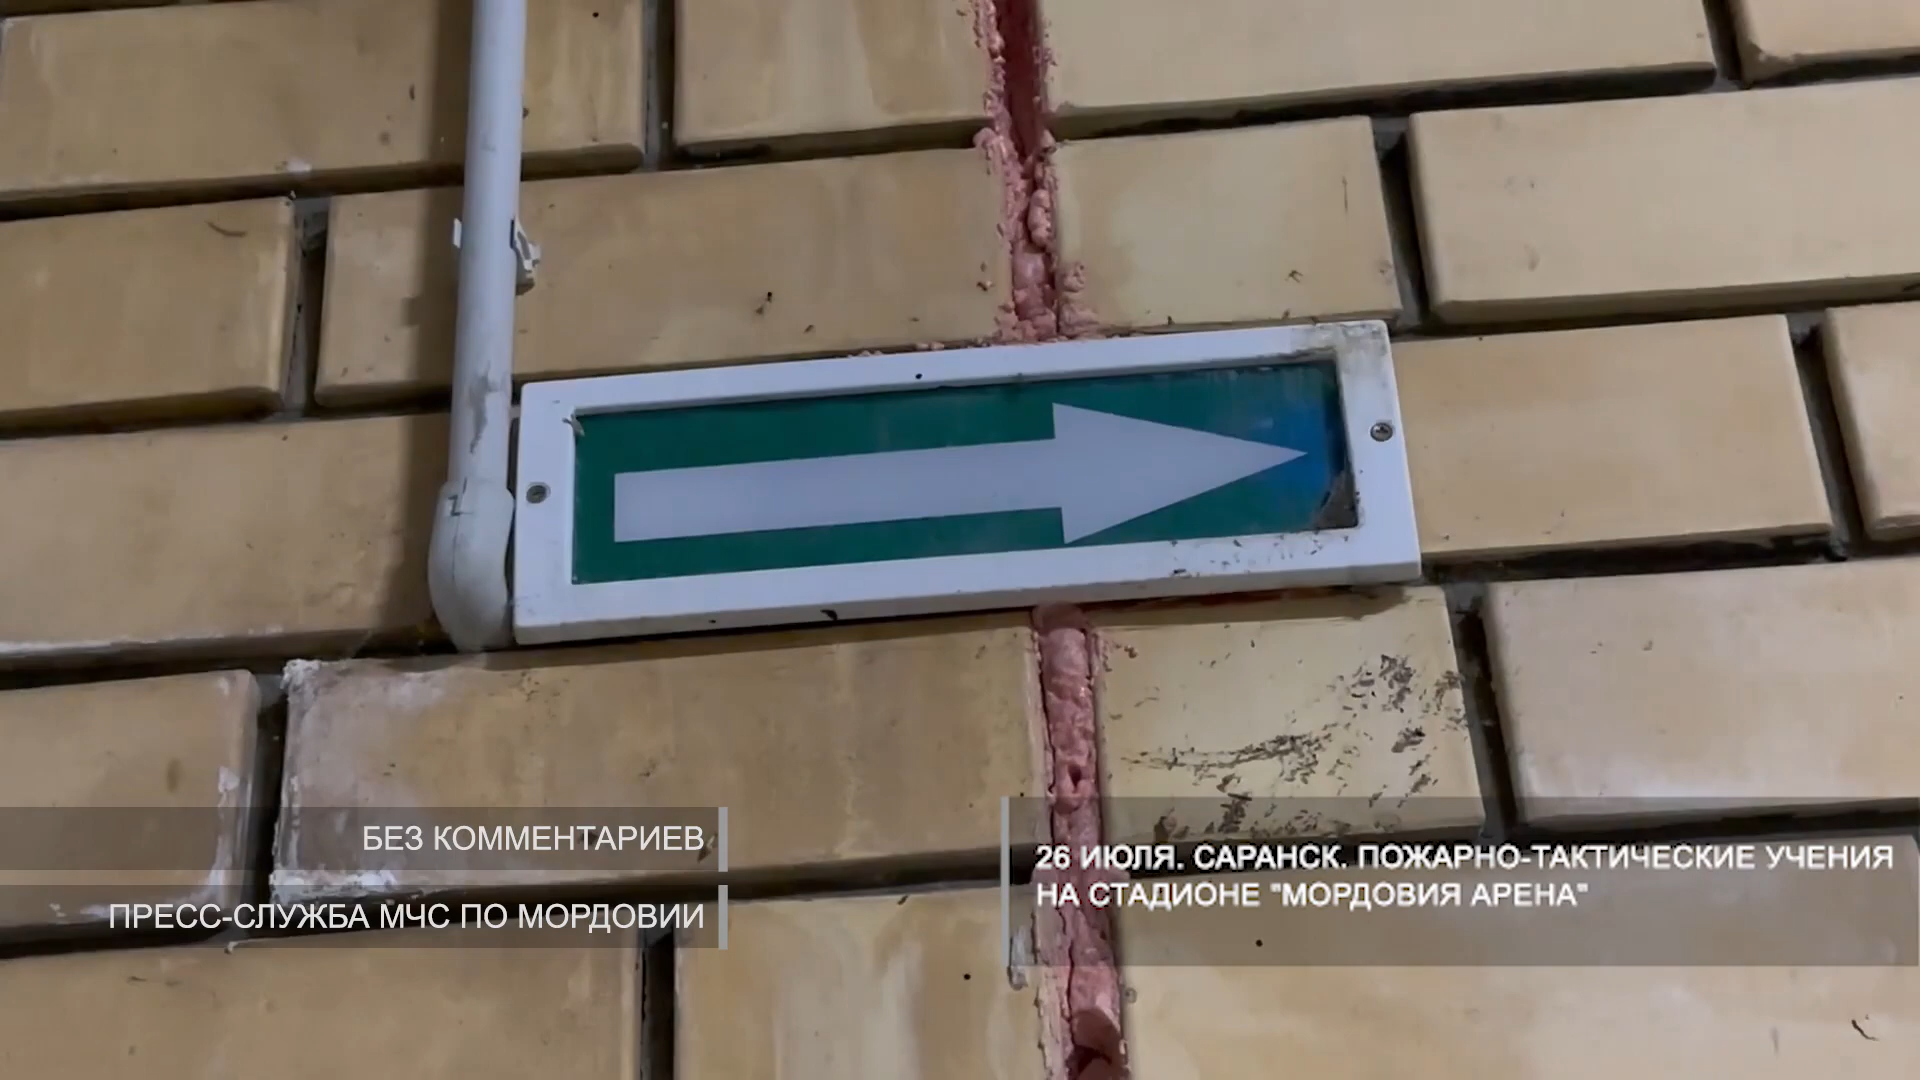 БЕЗ КОММЕНТАРИЕВ
ПРЕСС-СЛУЖБА МЧС ПО МОРДОВИИ
26 ИЮЛЯ. САРАНСК. ПОЖАРНО-ТАКТИЧЕСКИЕ УЧЕНИЯ
НА СТАДИОНЕ "МОРДОВИЯ АРЕНА"